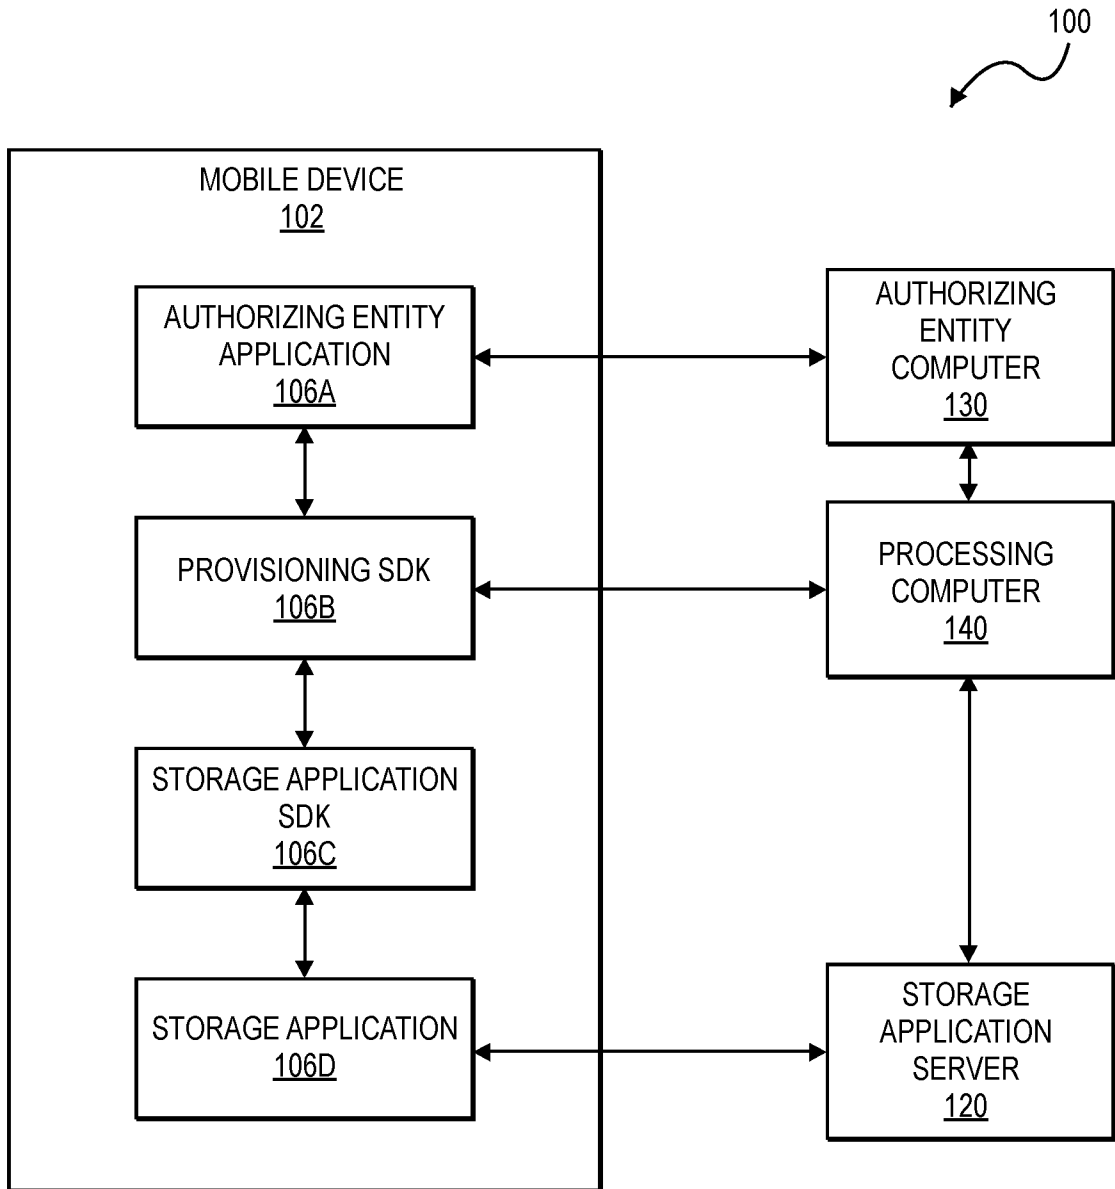 100
MOBILE DEVICE
102
AUTHORIZING ENTITY
APPLICATION
106A
AUTHORIZING
ENTITY
COMPUTER
130
PROVISIONING SDK
106B
PROCESSING
COMPUTER
140
STORAGE APPLICATION
SDK
106C
STORAGE APPLICATION
106D
STORAGE
APPLICATION
SERVER
120